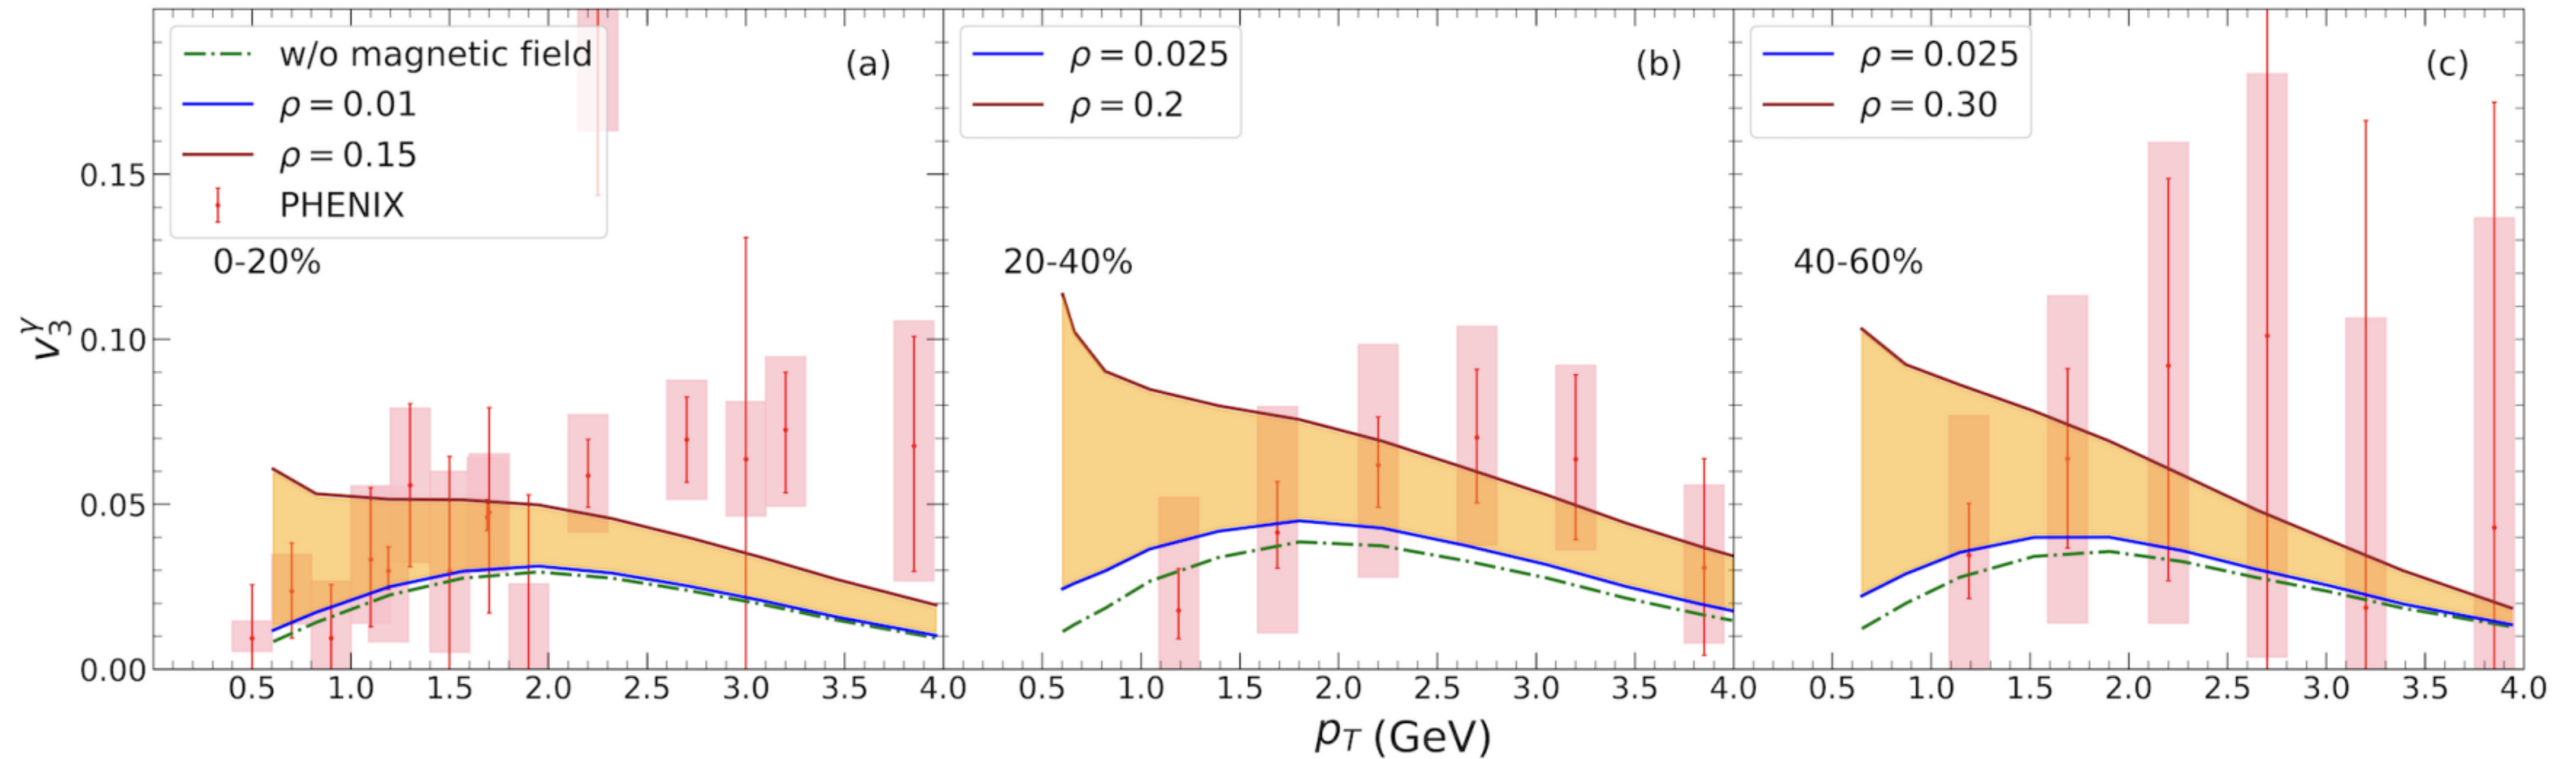 w/o magnetic field
ρ = 0.01
ρ = 0.15
PHENIX
(a)
0-20%
ρ = 0.025
ρ = 0.2
(b)
20-40%
ρ = 0.025
ρ = 0.30
(c)
40-60%
v₃^γ
0.15
0.10
0.05
0.00
0.5 1.0 1.5 2.0 2.5 3.0 3.5 4.0 0.5 1.0 1.5 2.0 2.5 3.0 3.5 4.0 0.5 1.0 1.5 2.0 2.5 3.0 3.5 4.0
p_T (GeV)